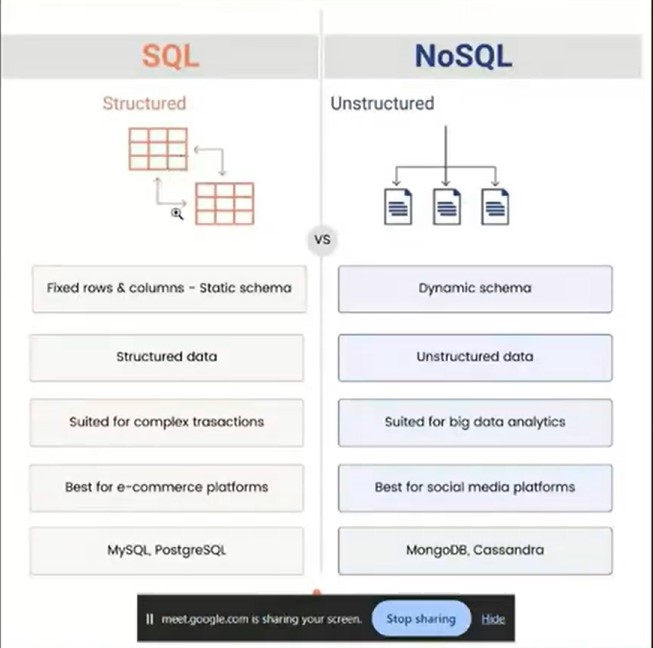 SQL
NoSQL
Structured
Unstructured
VS
Fixed rows & columns - Static schema
Dynamic schema
Structured data
Unstructured data
Suited for complex trasactions
Suited for big data analytics
Best for e-commerce platforms
Best for social media platforms
MySQL, PostgreSQL
MongoDB, Cassandra
meet.google.com is sharing your screen.
Stop sharing
Hide